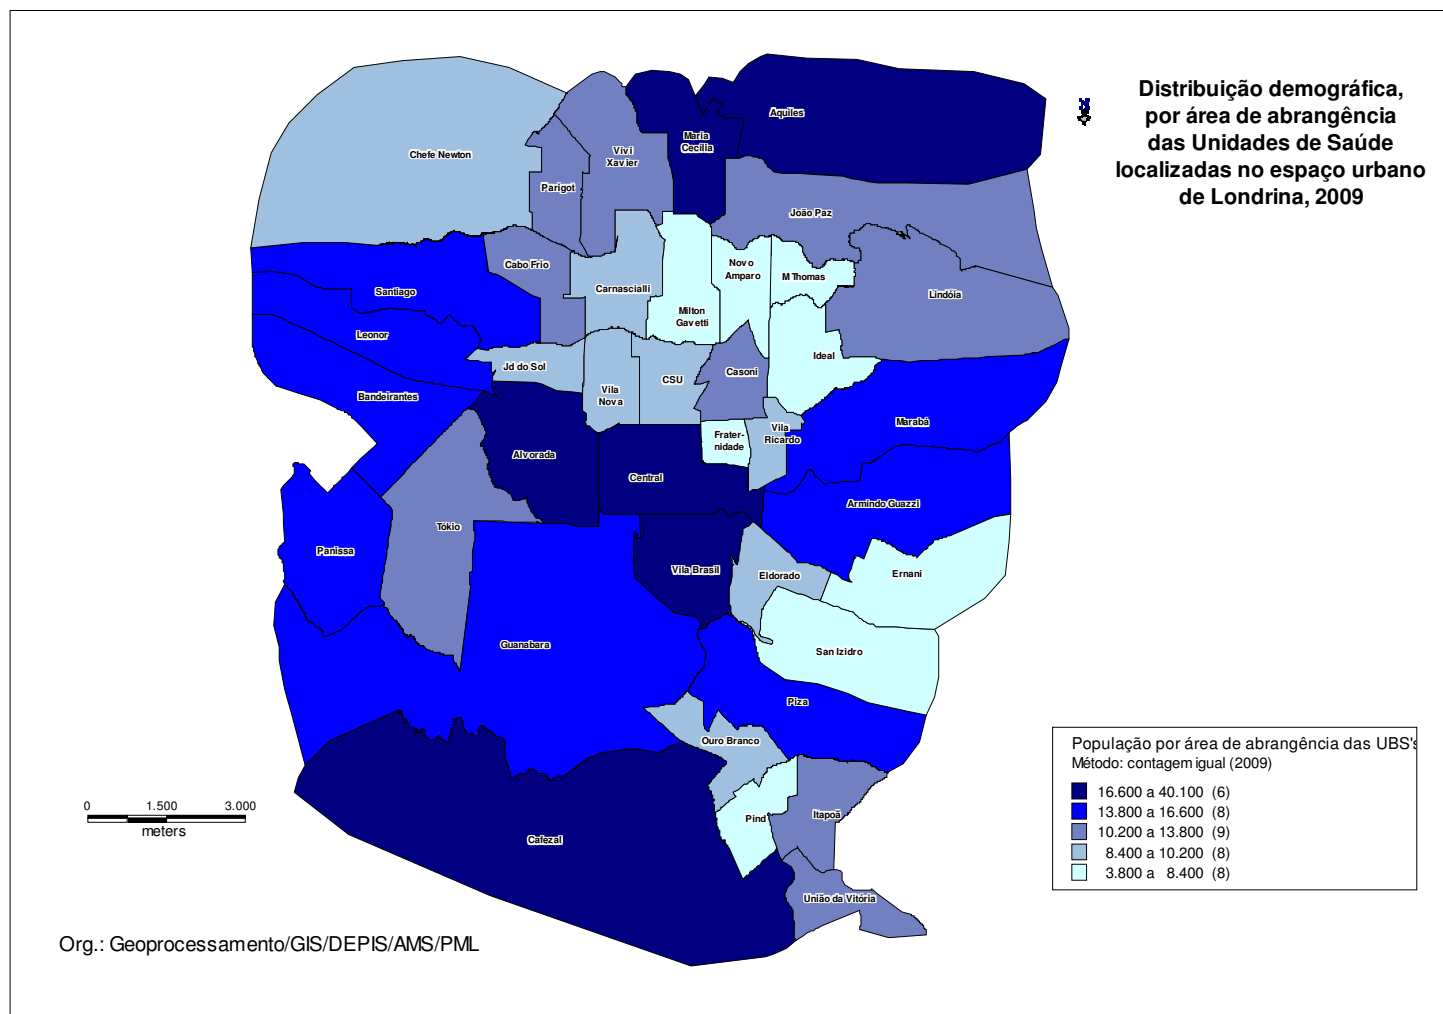 Distribuição demográfica,
por área de abrangência
das Unidades de Saúde
localizadas no espaço urbano
de Londrina, 2009
Aquiles
Maria
Cecília
Vivi
Xavier
Chefe Newton
Parigot
João Paz
Cabo Frio
Novo
Amparo
M Thomas
Carnascialli
Santiago
Lindóia
Milton
Gavetti
Leonor
Ideal
Jd do Sol
CSU
Casoni
Vila
Nova
Bandeirantes
Marabá
Frater-
nidade
Vila
Ricardo
Alvorada
Central
Armindo Guazzi
Tókio
Panissa
Vila Brasil
Eldorado
Ernani
Guanabara
San Izidro
Piza
Ouro Branco
Pind
Itapoã
Cafezal
União da Vitória
População por área de abrangência das UBS's
Método: contagem igual (2009)
16.600 a 40.100 (6)
13.800 a 16.600 (8)
10.200 a 13.800 (9)
8.400 a 10.200 (8)
3.800 a 8.400 (8)
0 1.500 3.000
meters
Org.: Geoprocessamento/GIS/DEPIS/AMS/PML